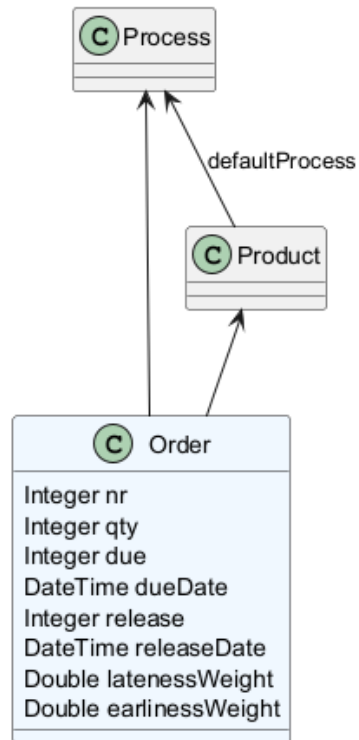 C Process
defaultProcess
C Product
C Order
Integer nr
Integer qty
Integer due
DateTime dueDate
Integer release
DateTime releaseDate
Double latenessWeight
Double earlinessWeight